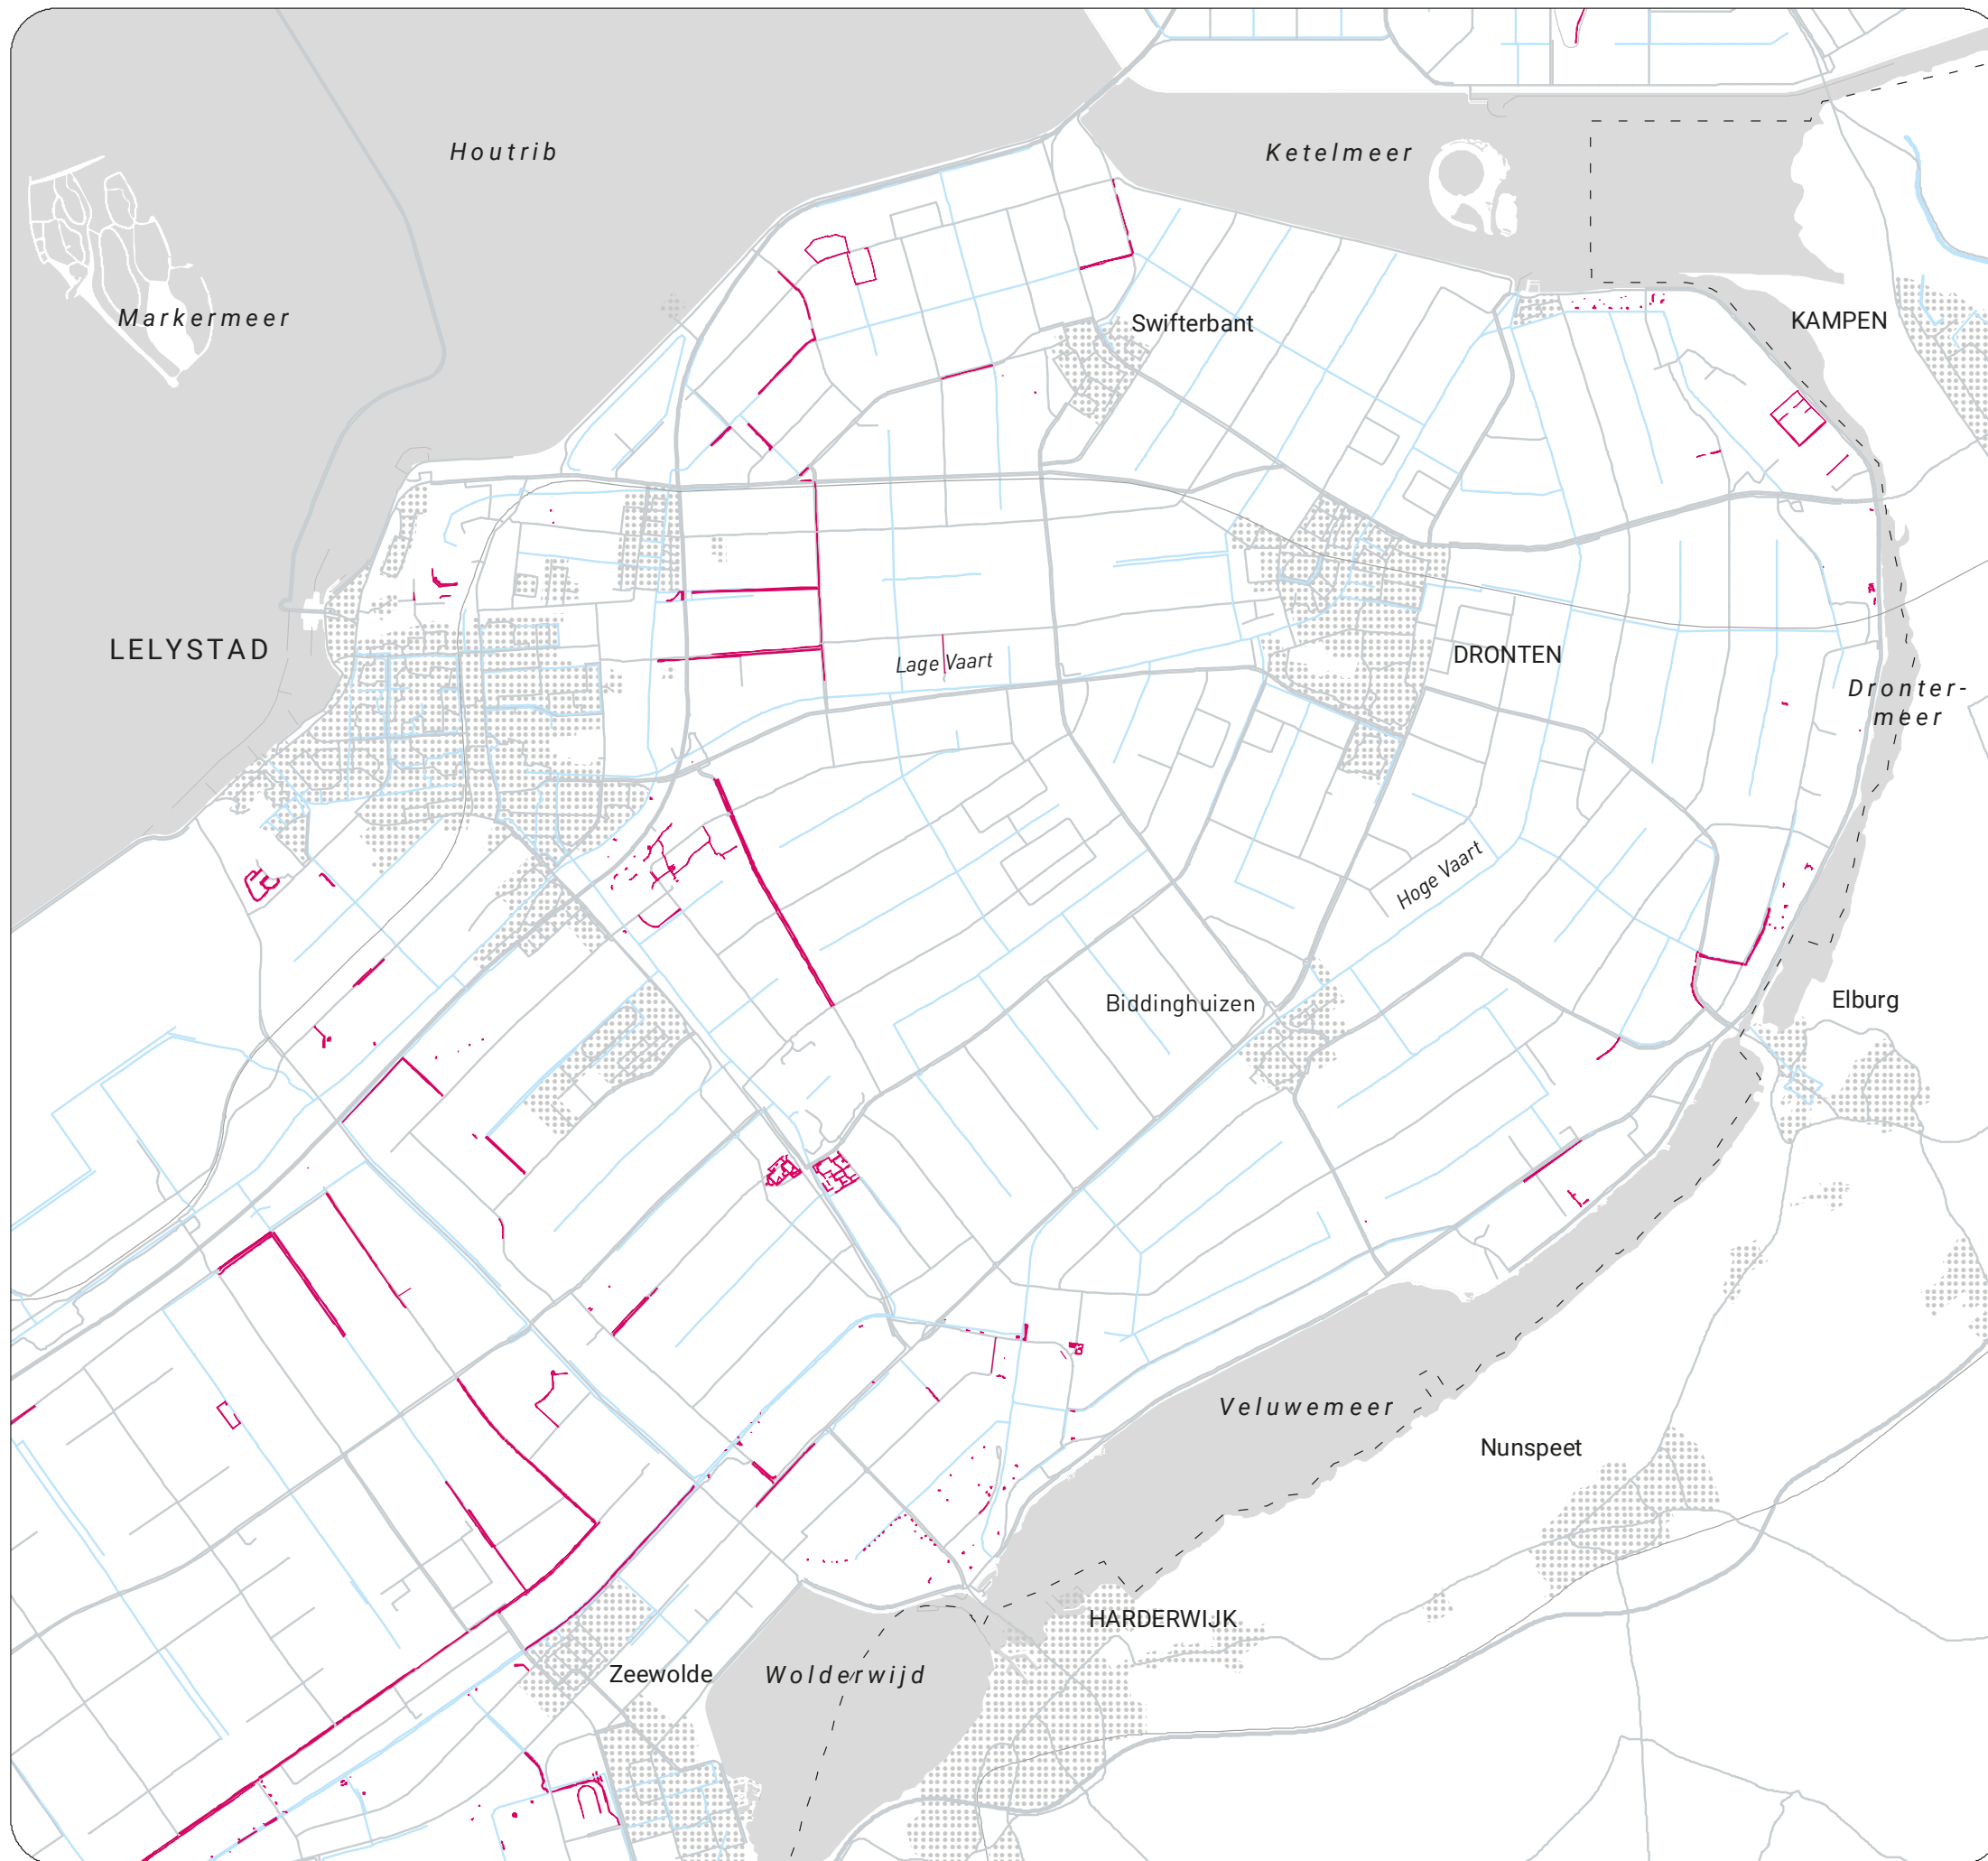 Houtrib
Ketelmeer
Markermeer
Swifterbant
KAMPEN
LELYSTAD
Lage Vaart
DRONTEN
Dronter-
meer
Hoge Vaart
Biddinghuizen
Elburg
Veluwemeer
Nunspeet
HARDERWIJK
Zeewolde
Wolderwijd